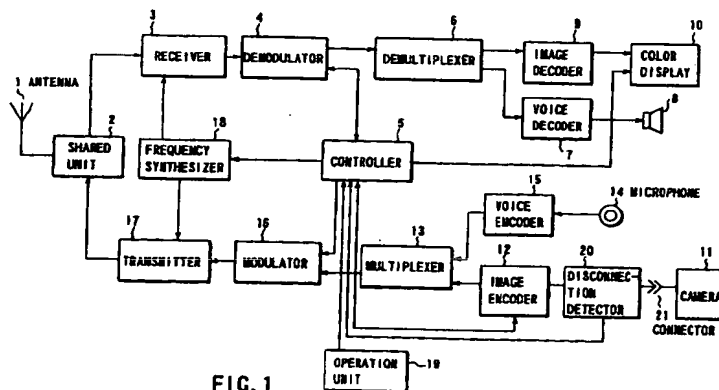 3
RECEIVER
4
DEMODULATOR
6
DEMULTIPLEXER
9
IMAGE
DECODER
10
COLOR
DISPLAY
1 ANTENNA
2
SHARED
UNIT
18
FREQUENCY
SYNTHESIZER
5
CONTROLLER
VOICE
DECODER
7
8
17
TRANSMITTER
16
MODULATOR
13
MULTIPLEXER
15
VOICE
ENCODER
14 MICROPHONE
12
IMAGE
ENCODER
20
DISCONNEC-
TION
DETECTOR
21
CONNECTOR
11
CAMERA
OPERATION
UNIT
19
FIG.1